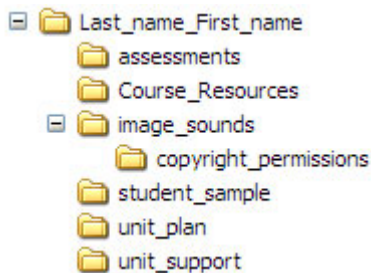 Last_name_First_name
assessments
Course_Resources
image_sounds
copyright_permissions
student_sample
unit_plan
unit_support